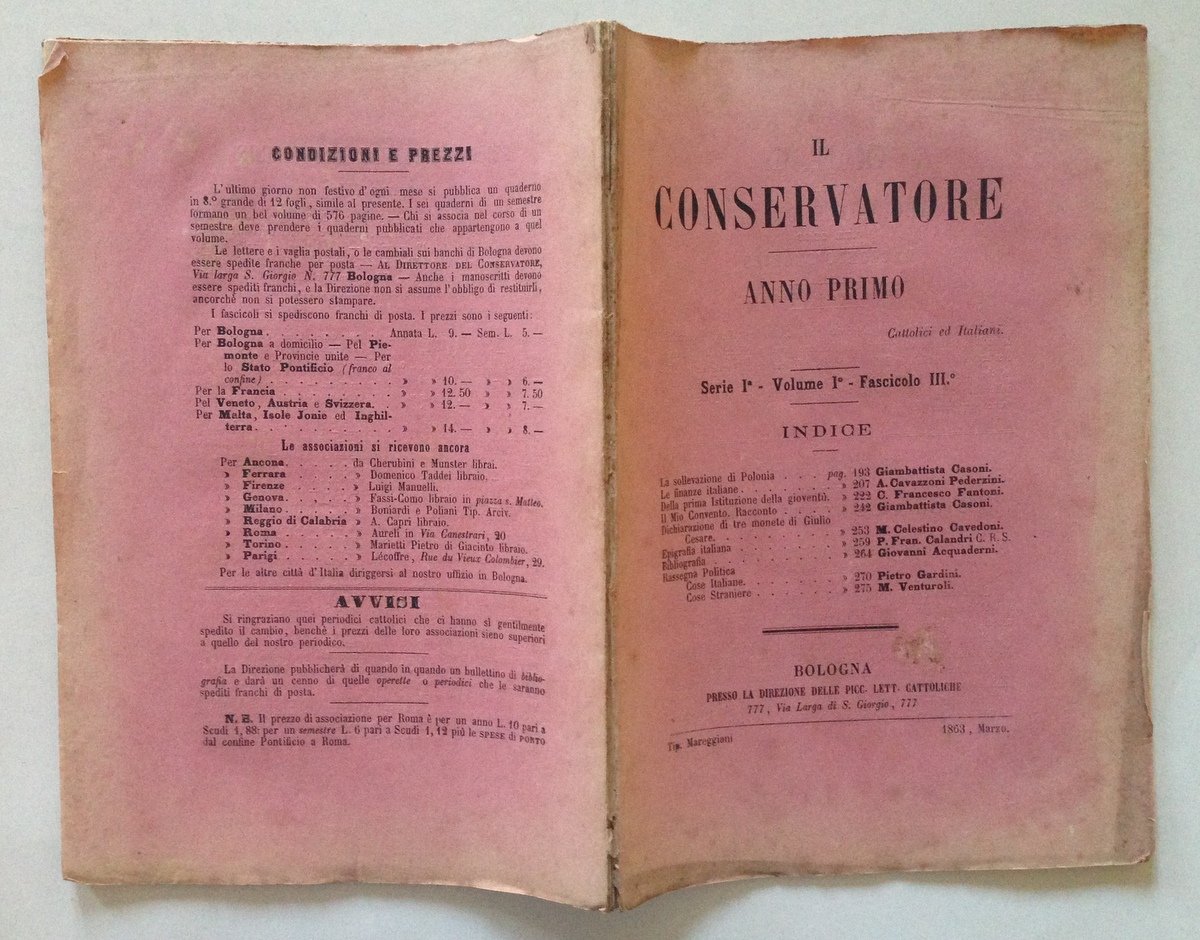 CONDIZIONI E PREZZI
L'ultimo giorno non festivo d'ogni mese si pubblica un quaderno
in 8.º grande di 12 fogli, simile al presente. I sei quaderni di un semestre
formano un bel volume di 576 pagine. — Chi si associa nel corso di un
semestre deve prendere i quaderni pubblicati che appartengono a quel
volume.
Le lettere e i vaglia postali, o le cambiali sui banchi di Bologna devono
essere spedite franche per posta — AL DIRETTORE DEL CONSERVATORE,
Via larga S. Giorgio N. 777 Bologna — Anche i manoscritti devono
essere spediti franchi, e la Direzione non si assume l'obbligo di restituirli,
ancorchè non si potessero stampare.
I fascicoli si spediscono franchi di posta. I prezzi sono i seguenti:
Per Bologna . . . . . . . . . Annata L. 9. — Sem. L. 5. —
Per Bologna a domicilio — Pel Pie-
monte e Provincie unite — Per
lo Stato Pontificio (franco al
confine) . . . . . . . . . » » 10. — » » 6. —
Per la Francia . . . . . . . » » 12. 50 » » 7. 50
Pel Veneto, Austria e Svizzera. . » » 12. — » » 7. —
Per Malta, Isole Jonie ed Inghil-
terra. . . . . . . . . . » » 14. — » » 8. —
Le associazioni si ricevono ancora
Per Ancona. . . . . . da Cherubini e Munster librai.
» Ferrara . . . . . » Domenico Taddei libraio.
» Firenze . . . . . » Luigi Manuelli.
» Genova. . . . . . » Fassi-Como libraio in piazza s. Matteo.
» Milano . . . . . » Boniardi e Poliani Tip. Arciv.
» Reggio di Calabria » A. Capri libraio.
» Roma . . . . . » Aureli in Via Canestrari, 20
» Torino . . . . . » Marietti Pietro di Giacinto libraio.
» Parigi . . . . . » Lécoffre, Rue du Vieux Colombier, 29.
Per le altre città d'Italia diriggersi al nostro uffizio in Bologna.
AVVISI
Si ringraziano quei periodici cattolici che ci hanno sì gentilmente
spedito il cambio, benchè i prezzi delle loro associazioni sieno superiori
a quello del nostro periodico.
La Direzione pubblicherà di quando in quando un bullettino di biblio-
grafia e darà un cenno di quelle operette o periodici che le saranno
spediti franchi di posta.
N. B. Il prezzo di associazione per Roma è per un anno L. 10 pari a
Scudi 1, 88: per un semestre L. 6 pari a Scudi 1, 12 più le SPESE DI PORTO
dal confine Pontificio a Roma.
IL
CONSERVATORE
ANNO PRIMO
Cattolici ed Italiani.
Serie Iª - Volume Iº - Fascicolo III.º
INDICE
La sollevazione di Polonia . . . pag. 193 Giambattista Casoni.
Le finanze italiane . . . . . . . » 207 A. Cavazzoni Pederzini.
Della prima Istituzione della gioventù. » 222 C. Francesco Fantoni.
Il Mio Convento, Racconto . . . . » 242 Giambattista Casoni.
Dichiarazione di tre monete di Giulio
Cesare. . . . . . . . . . » 253 M. Celestino Cavedoni.
Epigrafia italiana . . . . . . . » 259 P. Fran. Calandri C. R. S.
Bibliografia . . . . . . . . . » 264 Giovanni Acquaderni.
Rassegna Politica
Cose Italiane. . . . . . . . » 270 Pietro Gardini.
Cose Straniere . . . . . . . » 275 M. Venturoli.
BOLOGNA
PRESSO LA DIREZIONE DELLE PICC. LETT. CATTOLICHE
777, Via Larga di S. Giorgio, 777
Tip. Mareggiani
1863, Marzo.